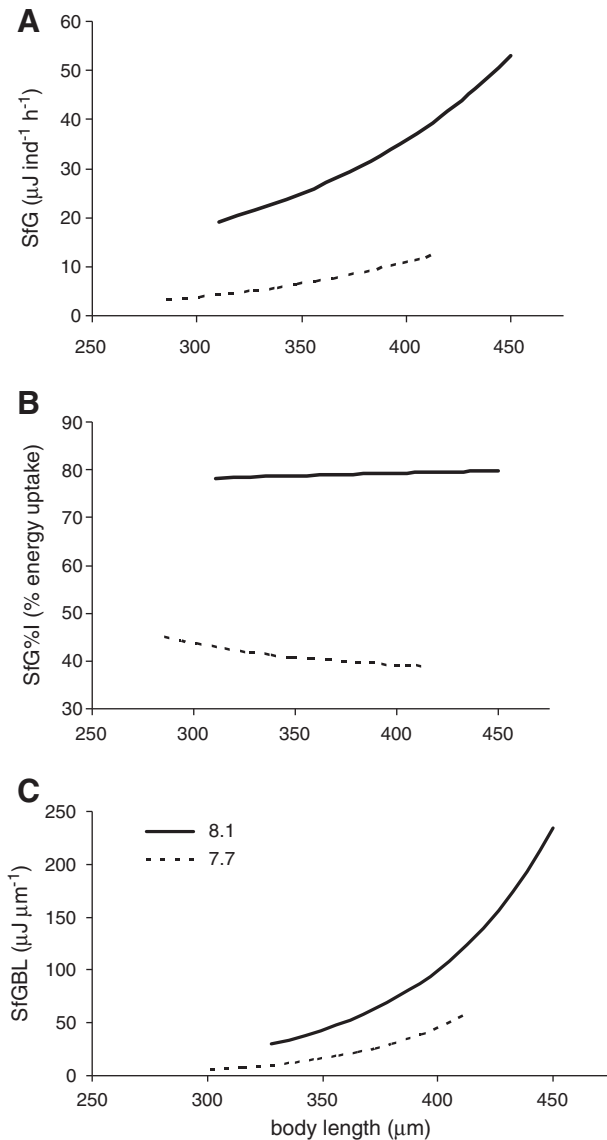 A
60
50
40
30
20
10
0
SfG (μJ ind⁻¹ h⁻¹)
250 300 350 400 450
B
90
80
70
60
50
40
30
SfG%I (% energy uptake)
250 300 350 400 450
C
250
200
150
100
50
0
SfGBL (μJ μm⁻¹)
8.1
7.7
250 300 350 400 450
body length (μm)